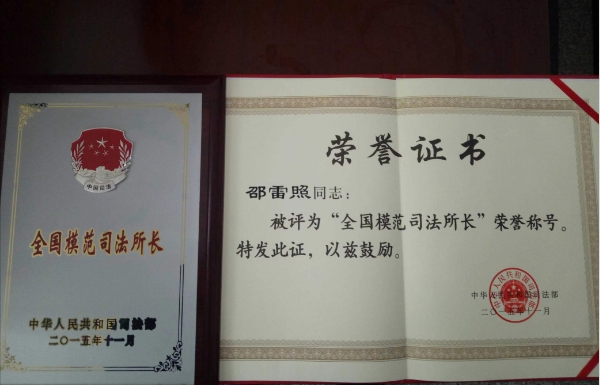 中国司法
全国模范司法所长
中华人民共和国司法部
二〇一五年十一月
荣誉证书
邵雷照同志：
被评为“全国模范司法所长”荣誉称号。
特发此证，以兹鼓励。
中华人民共和国司法部
二〇一五年十一月